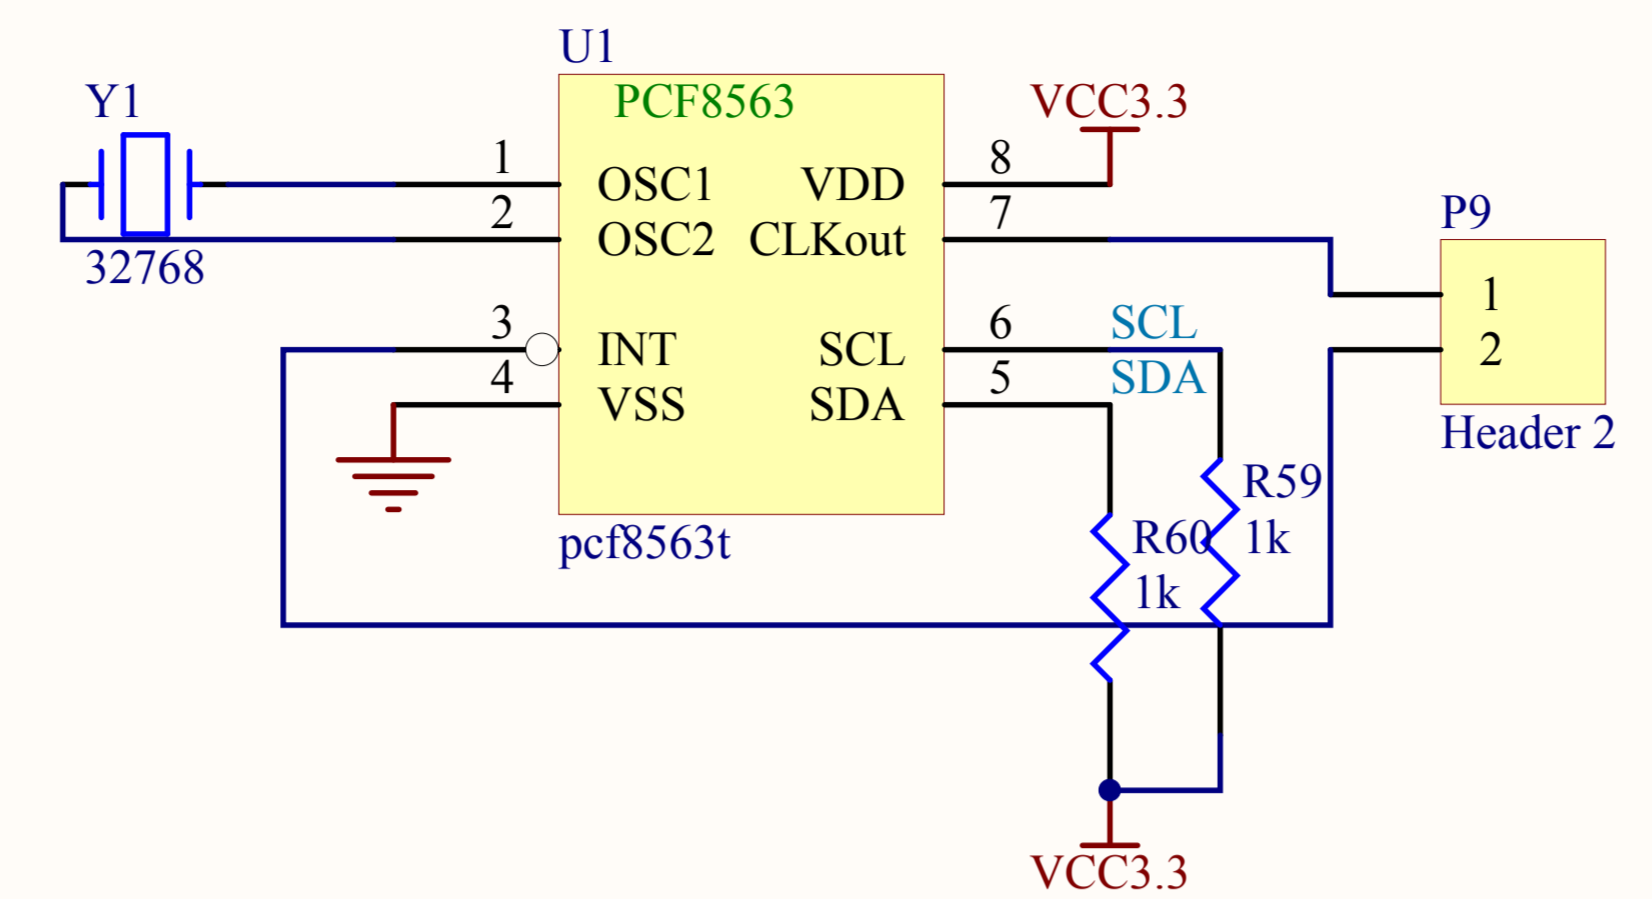 U1
Y1
PCF8563
VCC3.3
1
OSC1
VDD
8
2
OSC2
CLKout
7
32768
P9
1
2
Header 2
3
INT
SCL
6
SCL
4
VSS
SDA
5
SDA
pcf8563t
R59
1k
R60
1k
VCC3.3